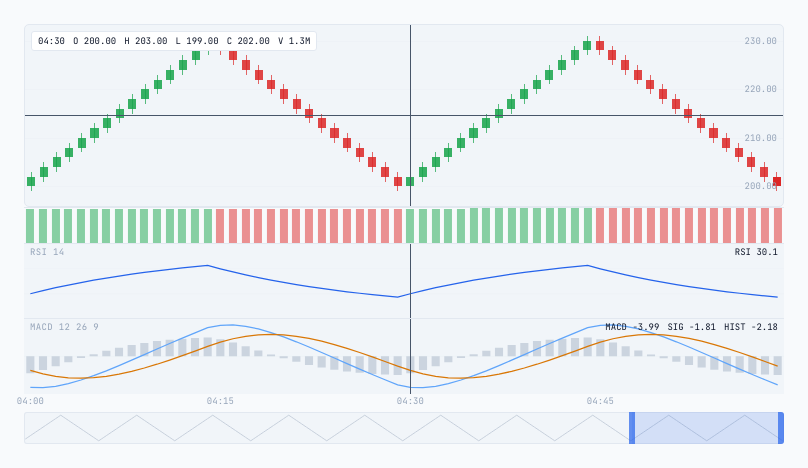 04:30 O 200.00 H 203.00 L 199.00 C 202.00 V 1.3M
230.00
220.00
210.00
200.00
RSI 14
RSI 30.1
MACD 12 26 9
MACD -3.99 SIG -1.81 HIST -2.18
04:00 04:15 04:30 04:45